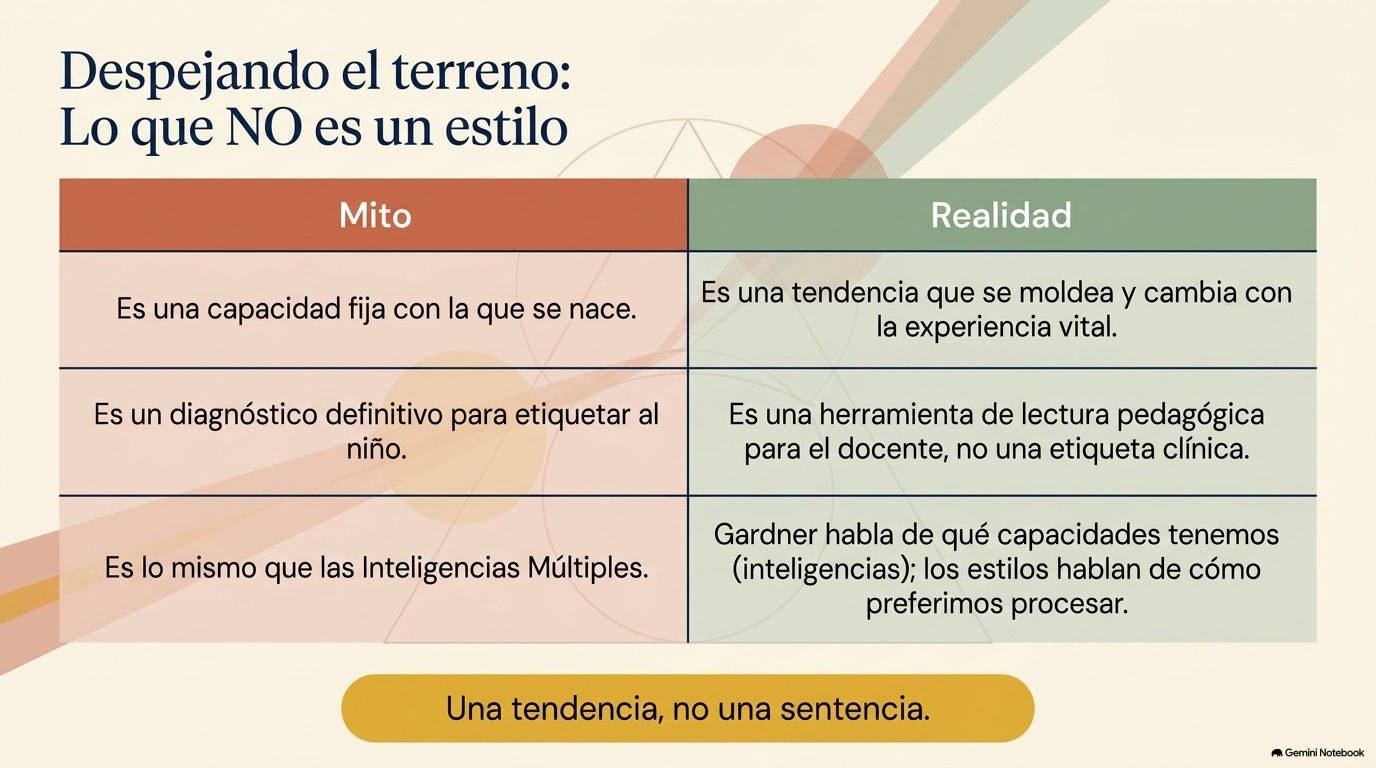 Despejando el terreno:
Lo que NO es un estilo
Mito
Realidad
Es una capacidad fija con la que se nace.
Es una tendencia que se moldea y cambia con
la experiencia vital.
Es un diagnóstico definitivo para etiquetar al
niño.
Es una herramienta de lectura pedagógica
para el docente, no una etiqueta clínica.
Es lo mismo que las Inteligencias Múltiples.
Gardner habla de qué capacidades tenemos
(inteligencias); los estilos hablan de cómo
preferimos procesar.
Una tendencia, no una sentencia.
Gemini Notebook